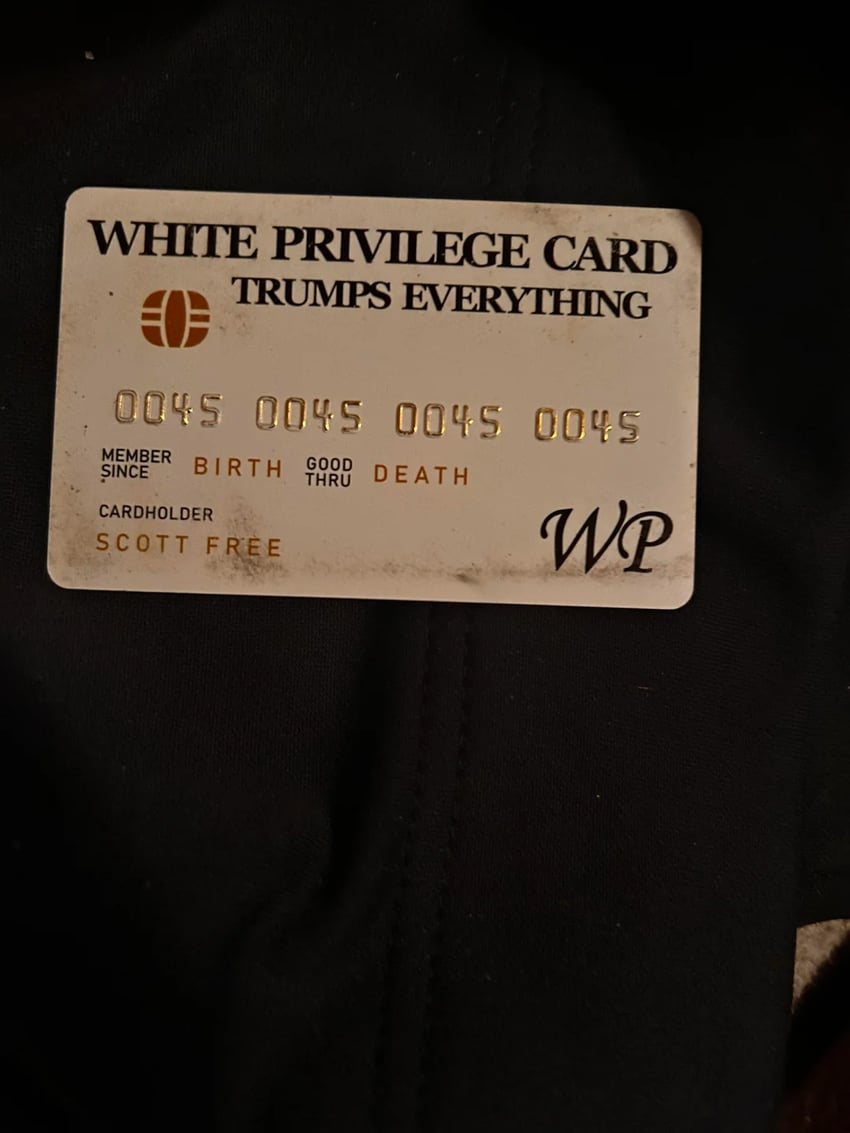 WHITE PRIVILEGE CARD
TRUMPS EVERYTHING
0045 0045 0045 0045
MEMBER SINCE BIRTH GOOD THRU DEATH
CARDHOLDER
SCOTT FREE
WP